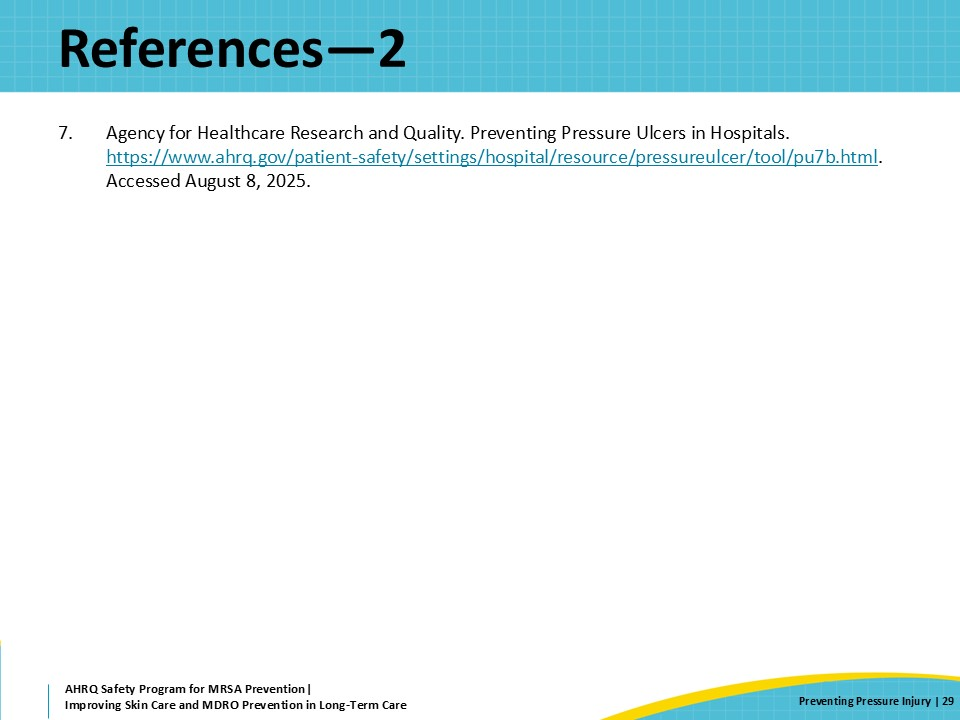 References—2
7. Agency for Healthcare Research and Quality. Preventing Pressure Ulcers in Hospitals.
https://www.ahrq.gov/patient-safety/settings/hospital/resource/pressureulcer/tool/pu7b.html.
Accessed August 8, 2025.
AHRQ Safety Program for MRSA Prevention|
Improving Skin Care and MDRO Prevention in Long-Term Care
Preventing Pressure Injury | 29